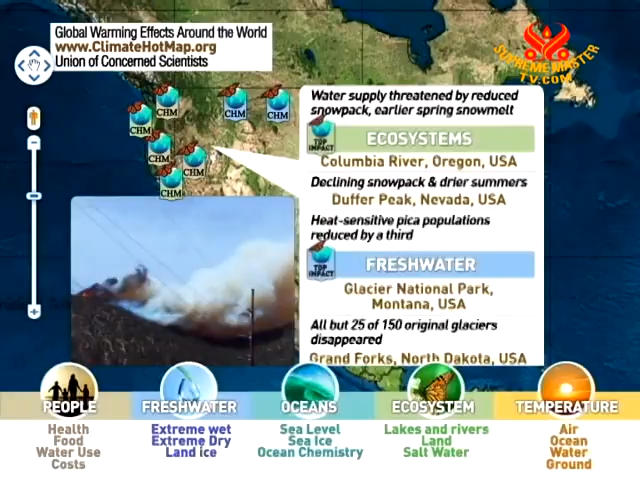 Global Warming Effects Around the World
www.ClimateHotMap.org
Union of Concerned Scientists
SUPREME MASTER
TV.COM
CHM
CHM
CHM
CHM
CHM
CHM
CHM
Water supply threatened by reduced
snowpack, earlier spring snowmelt
TOP IMPACT
ECOSYSTEMS
Columbia River, Oregon, USA
Declining snowpack & drier summers
Duffer Peak, Nevada, USA
Heat-sensitive pica populations
reduced by a third
TOP IMPACT
FRESHWATER
Glacier National Park,
Montana, USA
All but 25 of 150 original glaciers
disappeared
Grand Forks, North Dakota, USA
PEOPLE
Health
Food
Water Use
Costs
FRESHWATER
Extreme wet
Extreme Dry
Land ice
OCEANS
Sea Level
Sea Ice
Ocean Chemistry
ECOSYSTEM
Lakes and rivers
Land
Salt Water
TEMPERATURE
Air
Ocean
Water
Ground